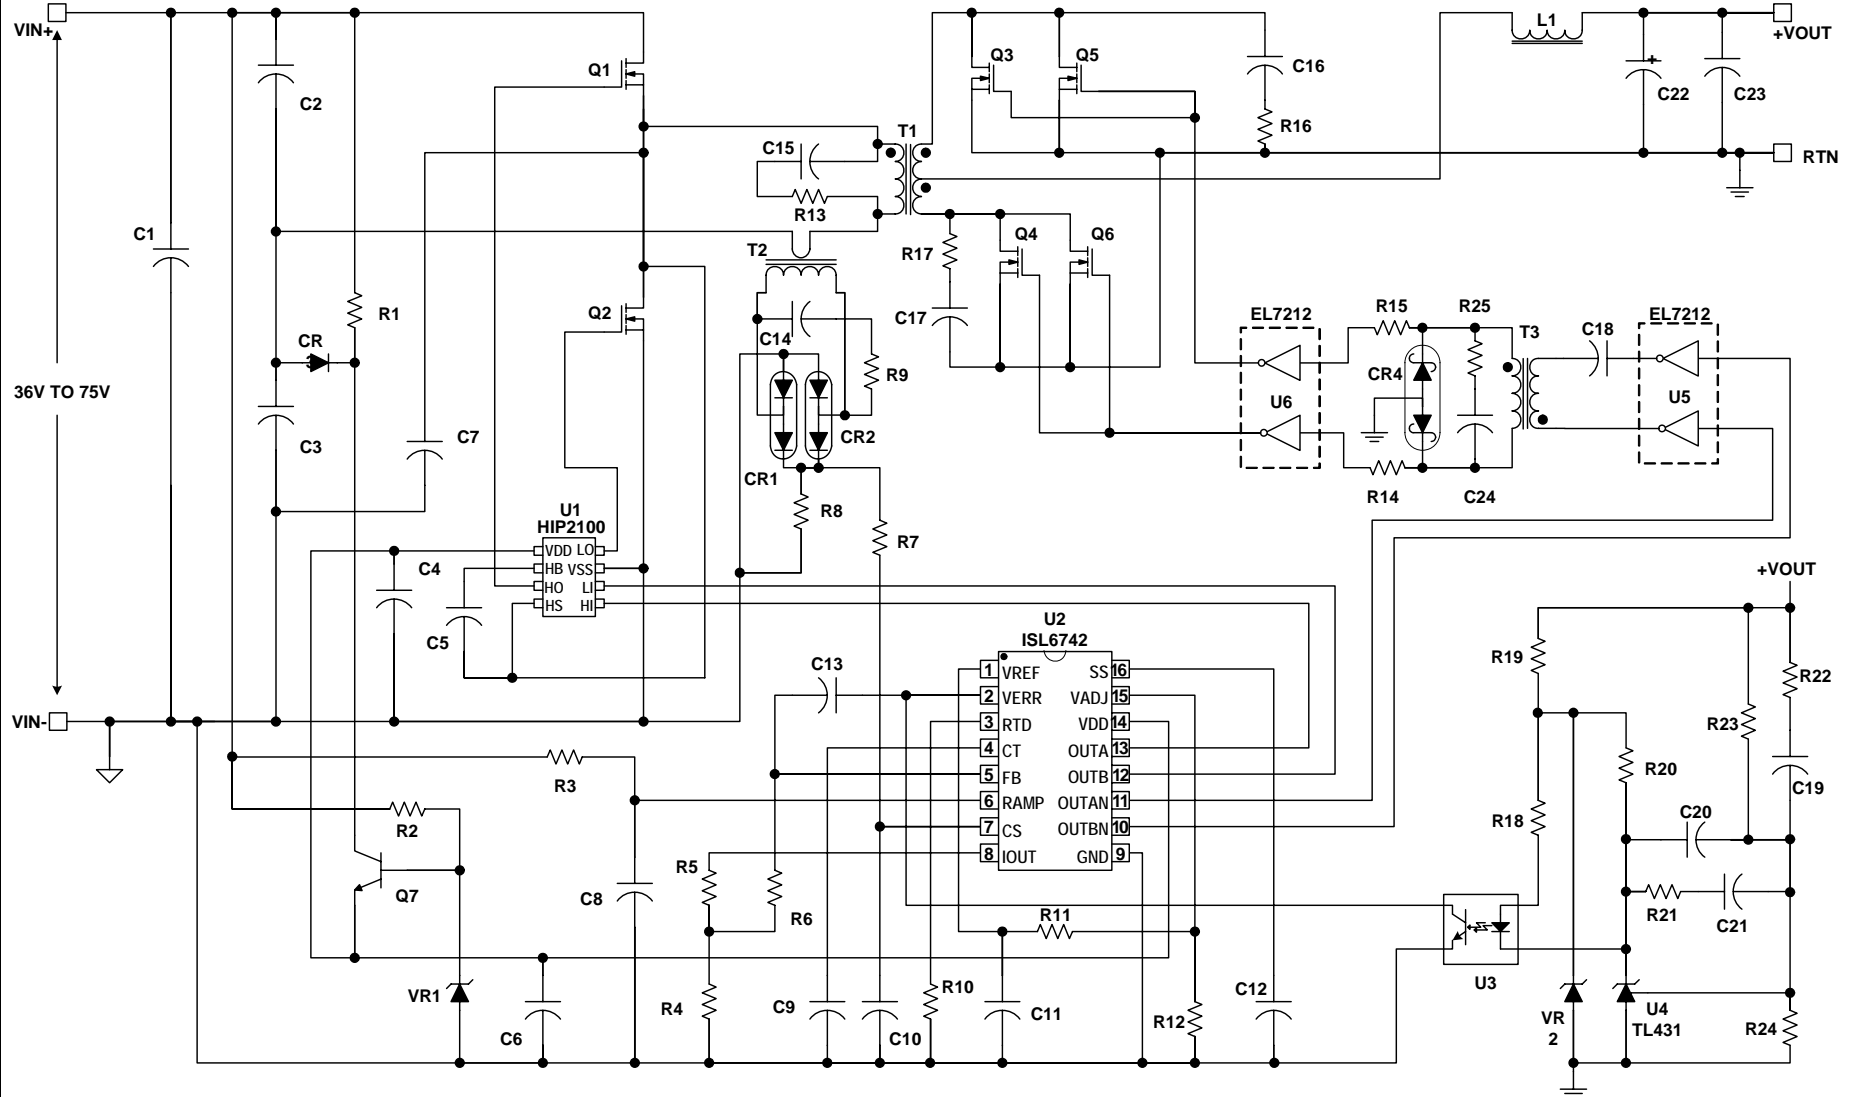 VIN+
36V TO 75V
VIN-
C1
C2
CR
C3
R1
C7
Q1
Q2
C15
R13
T1
T2
C14
R9
CR1
CR2
R8
R7
Q3
Q5
C16
R16
L1
+VOUT
C22
C23
RTN
R17
C17
Q4
Q6
EL7212
U6
R15
R25
CR4
R14
C24
T3
C18
EL7212
U5
U1
HIP2100
VDD LO
HB VSS
HO LI
HS HI
C4
C5
R3
R2
Q7
VR1
C6
C8
C13
R5
R6
R4
C9
C10
R10
C11
R11
R12
C12
U2
ISL6742
1 VREF SS 16
2 VERR VADJ 15
3 RTD VDD 14
4 CT OUTA 13
5 FB OUTB 12
6 RAMP OUTAN 11
7 CS OUTBN 10
8 IOUT GND 9
+VOUT
R19
R22
R23
R20
C19
R18
C20
R21
C21
U3
VR
2
U4
TL431
R24